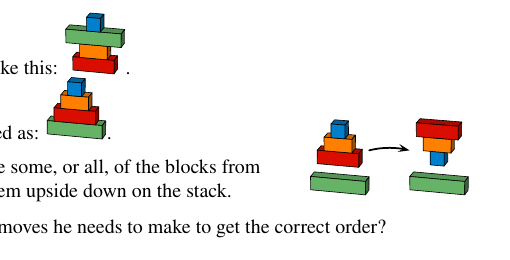 ke this: .
ed as: .
e some, or all, of the blocks from
em upside down on the stack.
moves he needs to make to get the correct order?